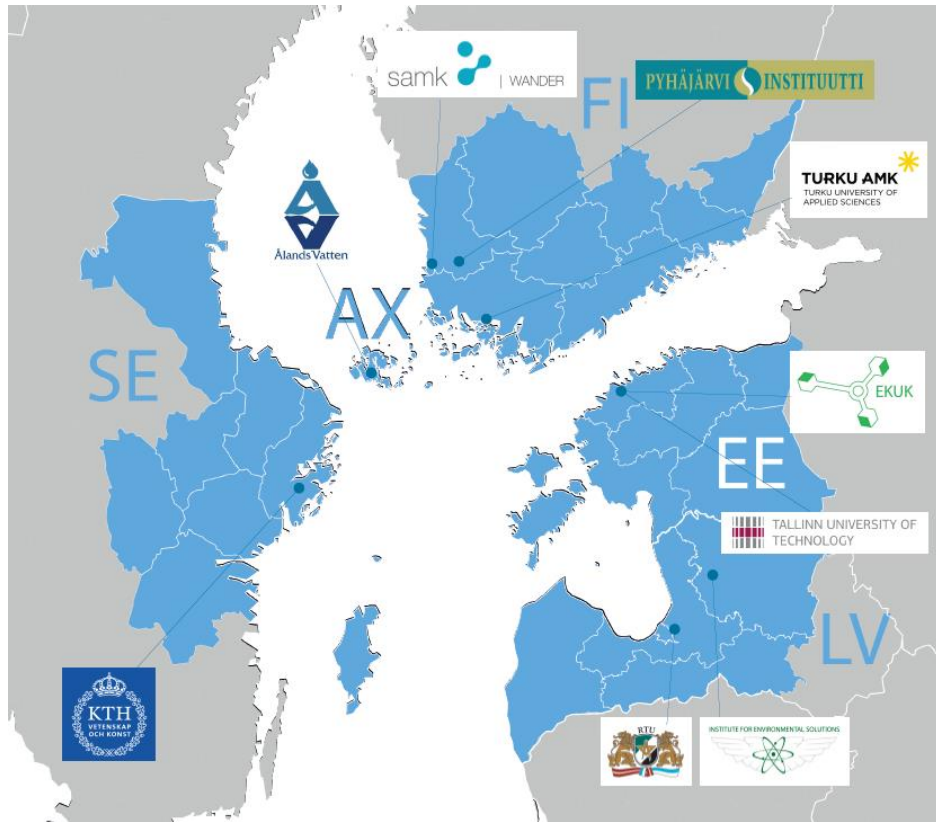 samk
| WANDER
FI
PYHÄJÄRVI INSTITUUTTI
TURKU AMK
TURKU UNIVERSITY OF
APPLIED SCIENCES
Ålands Vatten
AX
SE
EKUK
EE
TALLINN UNIVERSITY OF
TECHNOLOGY
LV
KTH
VETENSKAP
OCH KONST
RTU
INSTITUTE FOR ENVIRONMENTAL SOLUTIONS